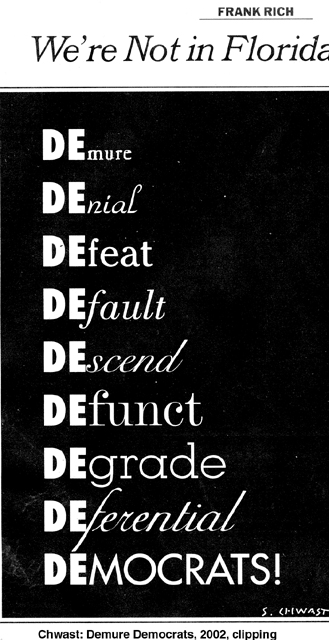 FRANK RICH
We're Not in Florida
DEmure
DEnial
DEfeat
DEfault
DEscend
DEfunct
DEgrade
DEferential
DEMOCRATS!
S. CHWAST
Chwast: Demure Democrats, 2002, clipping